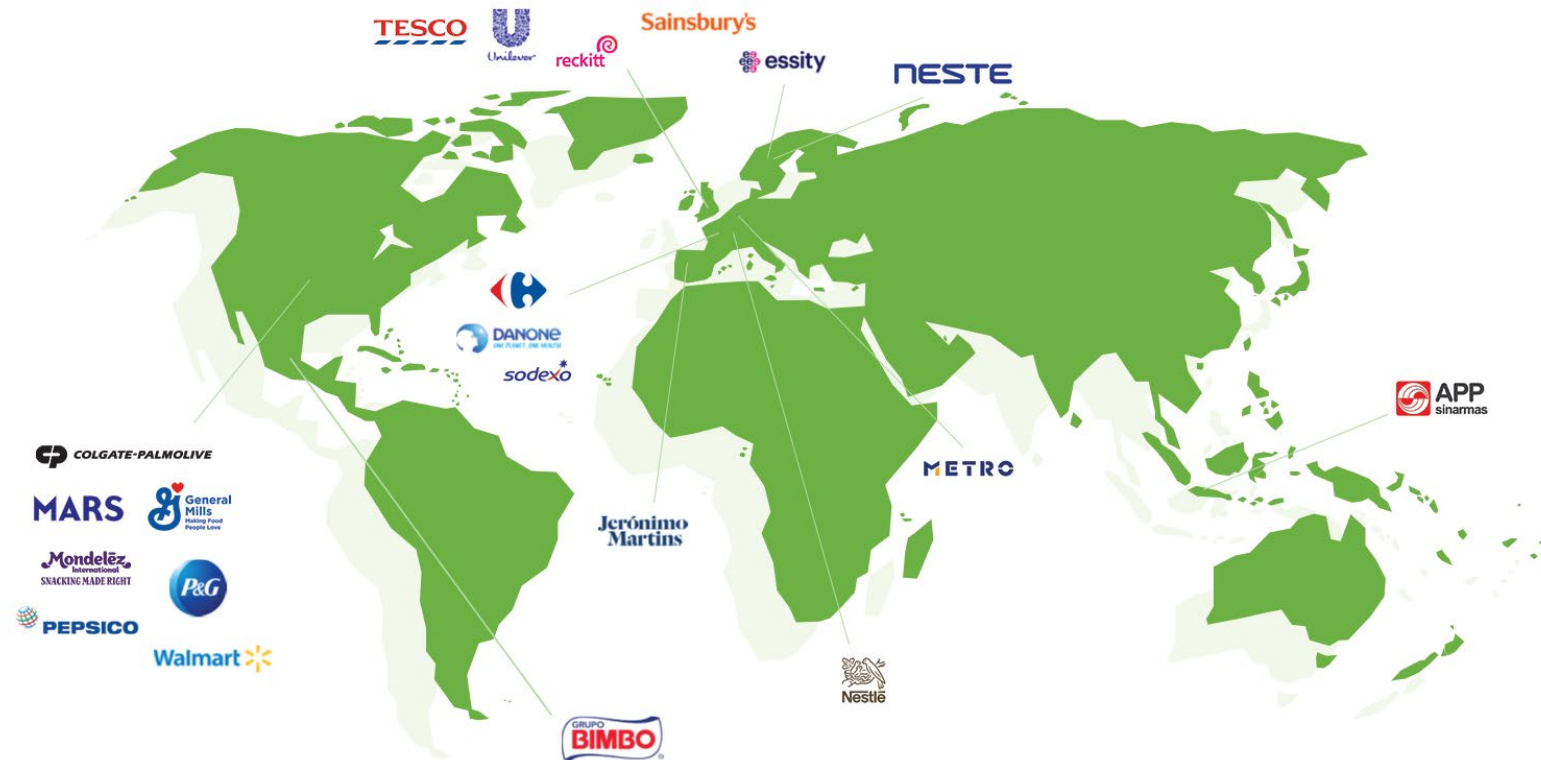 TESCO
Unilever
reckitt
Sainsbury's
essity
NESTE
DANONE
ONE PLANET. ONE HEALTH
sodexo
APP
sinarmas
COLGATE-PALMOLIVE
METRO
MARS
General
Mills
Making Food
People Love
Jerónimo
Martins
Mondelēz
International
SNACKING MADE RIGHT
P&G
PEPSICO
Walmart
Nestlé
GRUPO
BIMBO